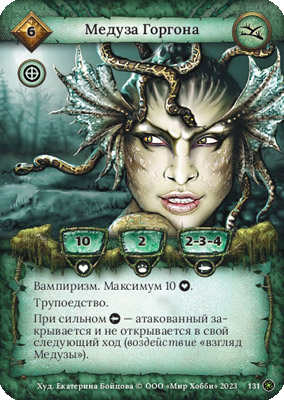 Медуза Горгона
6
10 2 2-3-4
Вампиризм. Максимум 10
Трупоедство.
При сильном — атакованный за-
крывается и не открывается в свой
следующий ход (воздействие «взгляд
Медузы»).
Худ. Екатерина Бойцова © ООО «Мир Хобби» 2023 131